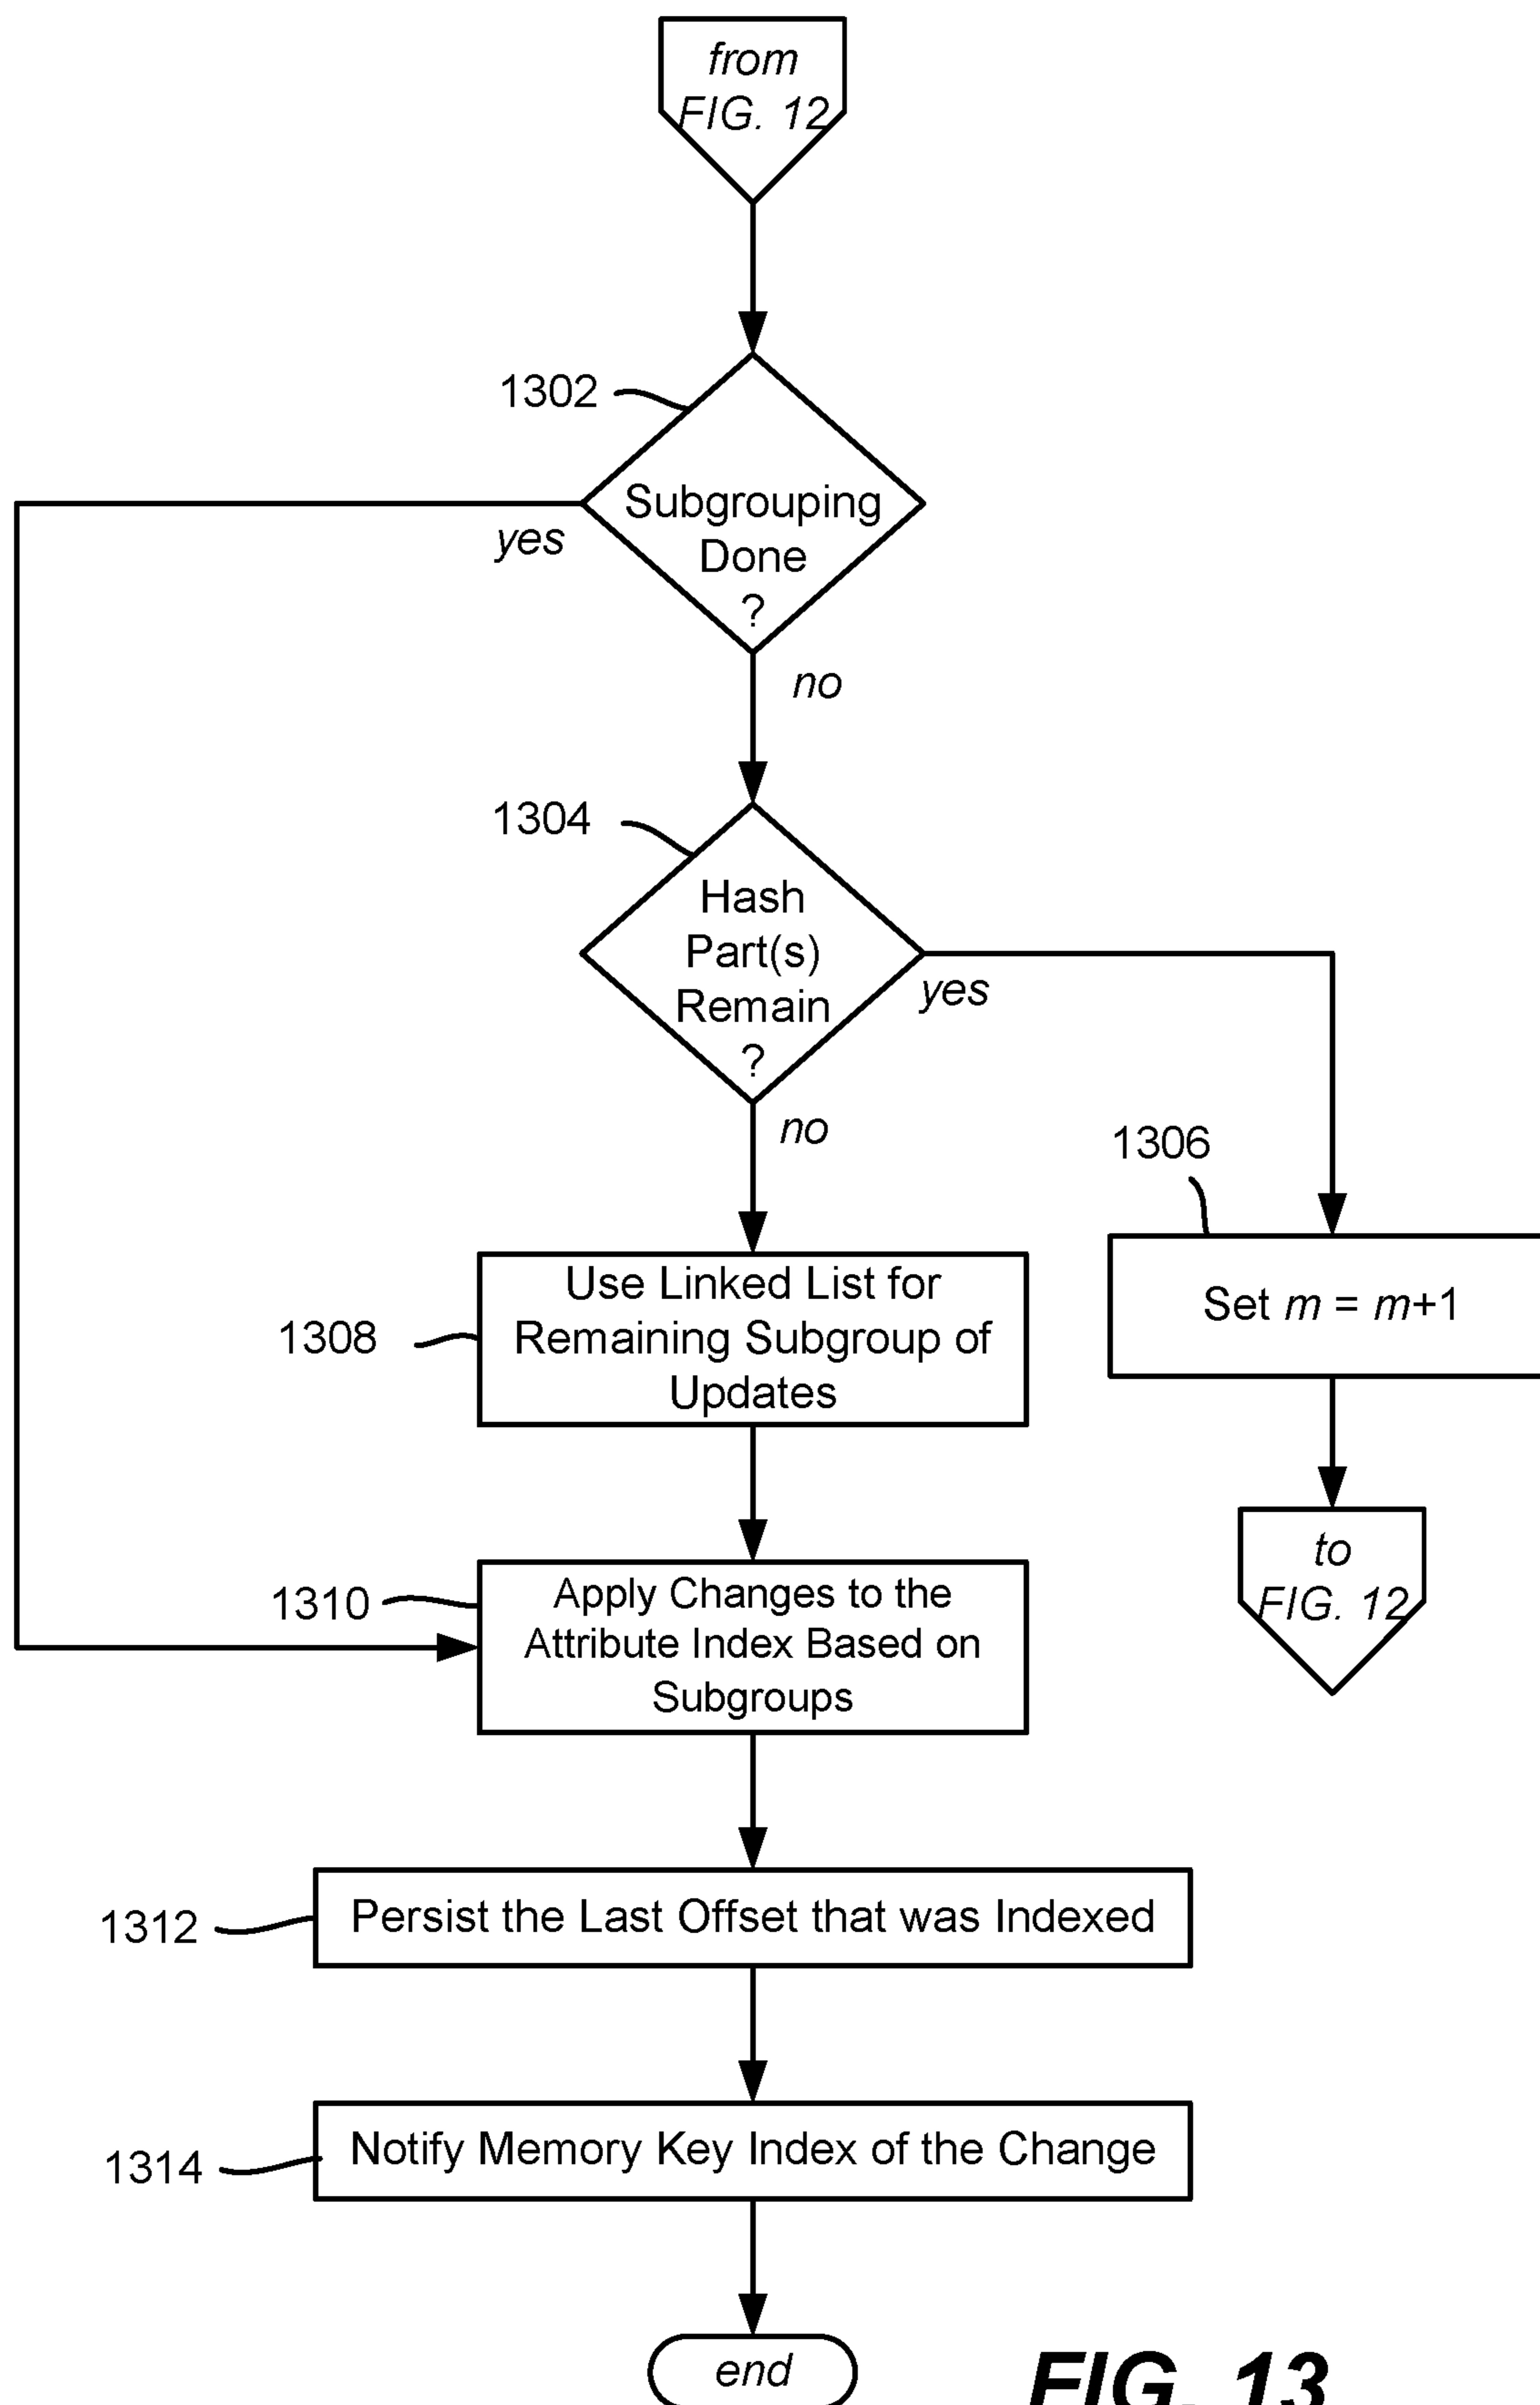 from
FIG. 12
1302
Subgrouping
Done
?
yes
no
1304
Hash
Part(s)
Remain
?
yes
no
1306
Set m = m+1
to
FIG. 12
1308
Use Linked List for
Remaining Subgroup of
Updates
1310
Apply Changes to the
Attribute Index Based on
Subgroups
1312
Persist the Last Offset that was Indexed
1314
Notify Memory Key Index of the Change
end
FIG. 13